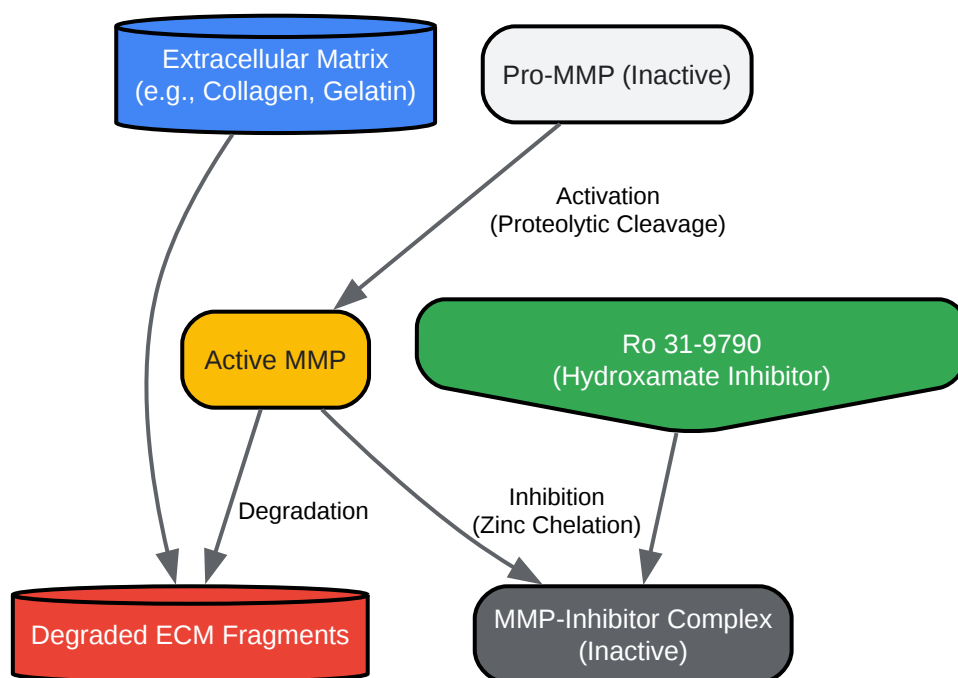 Extracellular Matrix
(e.g., Collagen, Gelatin)
Pro-MMP (Inactive)
Activation
(Proteolytic Cleavage)
Active MMP
Ro 31-9790
(Hydroxamate Inhibitor)
Degradation
Inhibition
(Zinc Chelation)
Degraded ECM Fragments
MMP-Inhibitor Complex
(Inactive)